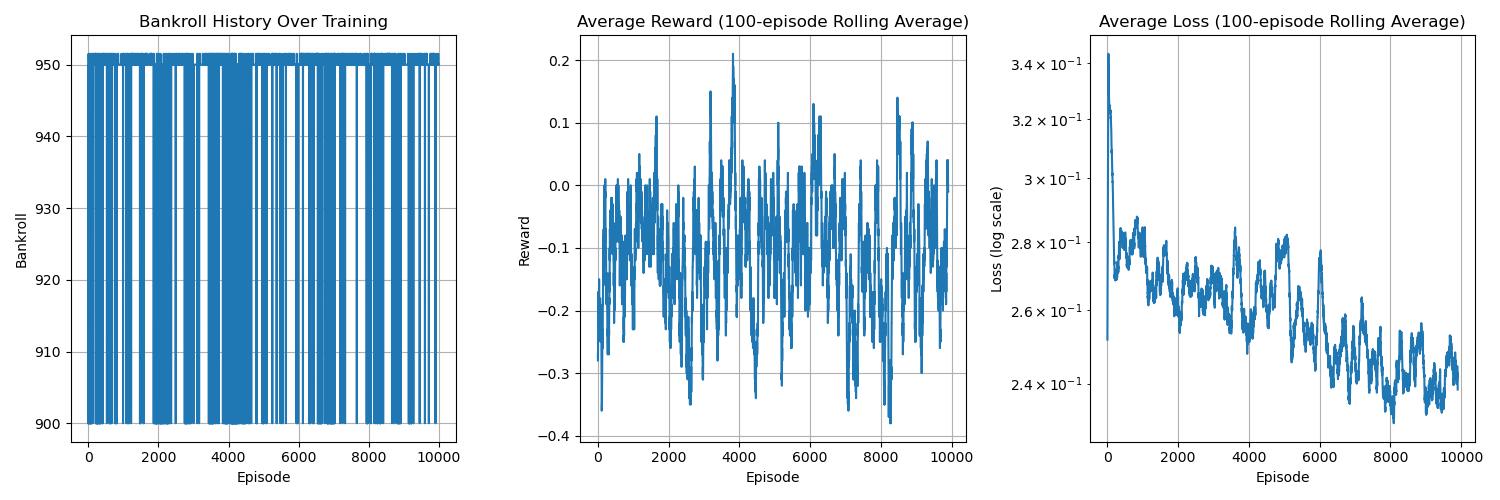 Bankroll History Over Training
950
940
930
920
910
900
Bankroll
0
2000
4000
6000
8000
10000
Episode
Average Reward (100-episode Rolling Average)
0.2
0.1
0.0
−0.1
−0.2
−0.3
−0.4
Reward
0
2000
4000
6000
8000
10000
Episode
Average Loss (100-episode Rolling Average)
3.4 × 10⁻¹
3.2 × 10⁻¹
3 × 10⁻¹
2.8 × 10⁻¹
2.6 × 10⁻¹
2.4 × 10⁻¹
Loss (log scale)
0
2000
4000
6000
8000
10000
Episode